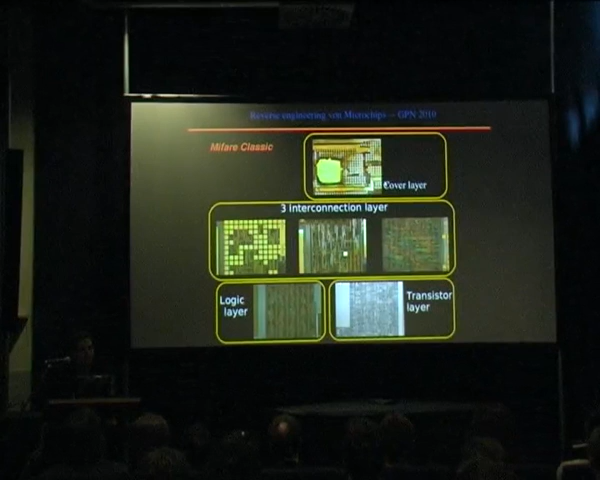 Reverse engineering von Microchips -- GPN 2010
Mifare Classic
Cover layer
3 interconnection layer
Logic
layer
Transistor
layer